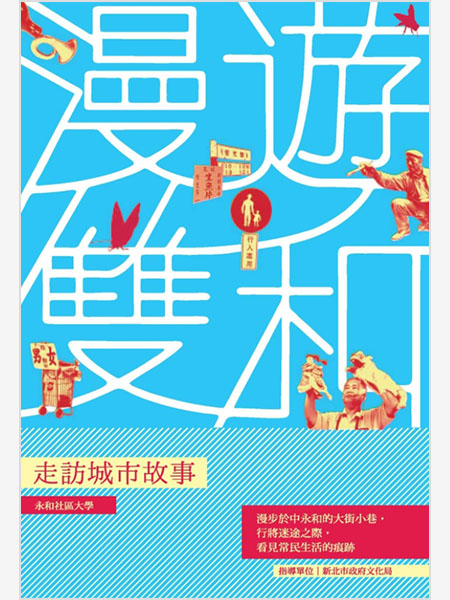 漫遊
雙和
行人專用
男女
走訪城市故事
永和社區大學
漫步於中永和的大街小巷，
行將迷途之際，
看見常民生活的痕跡
指導單位｜新北市政府文化局